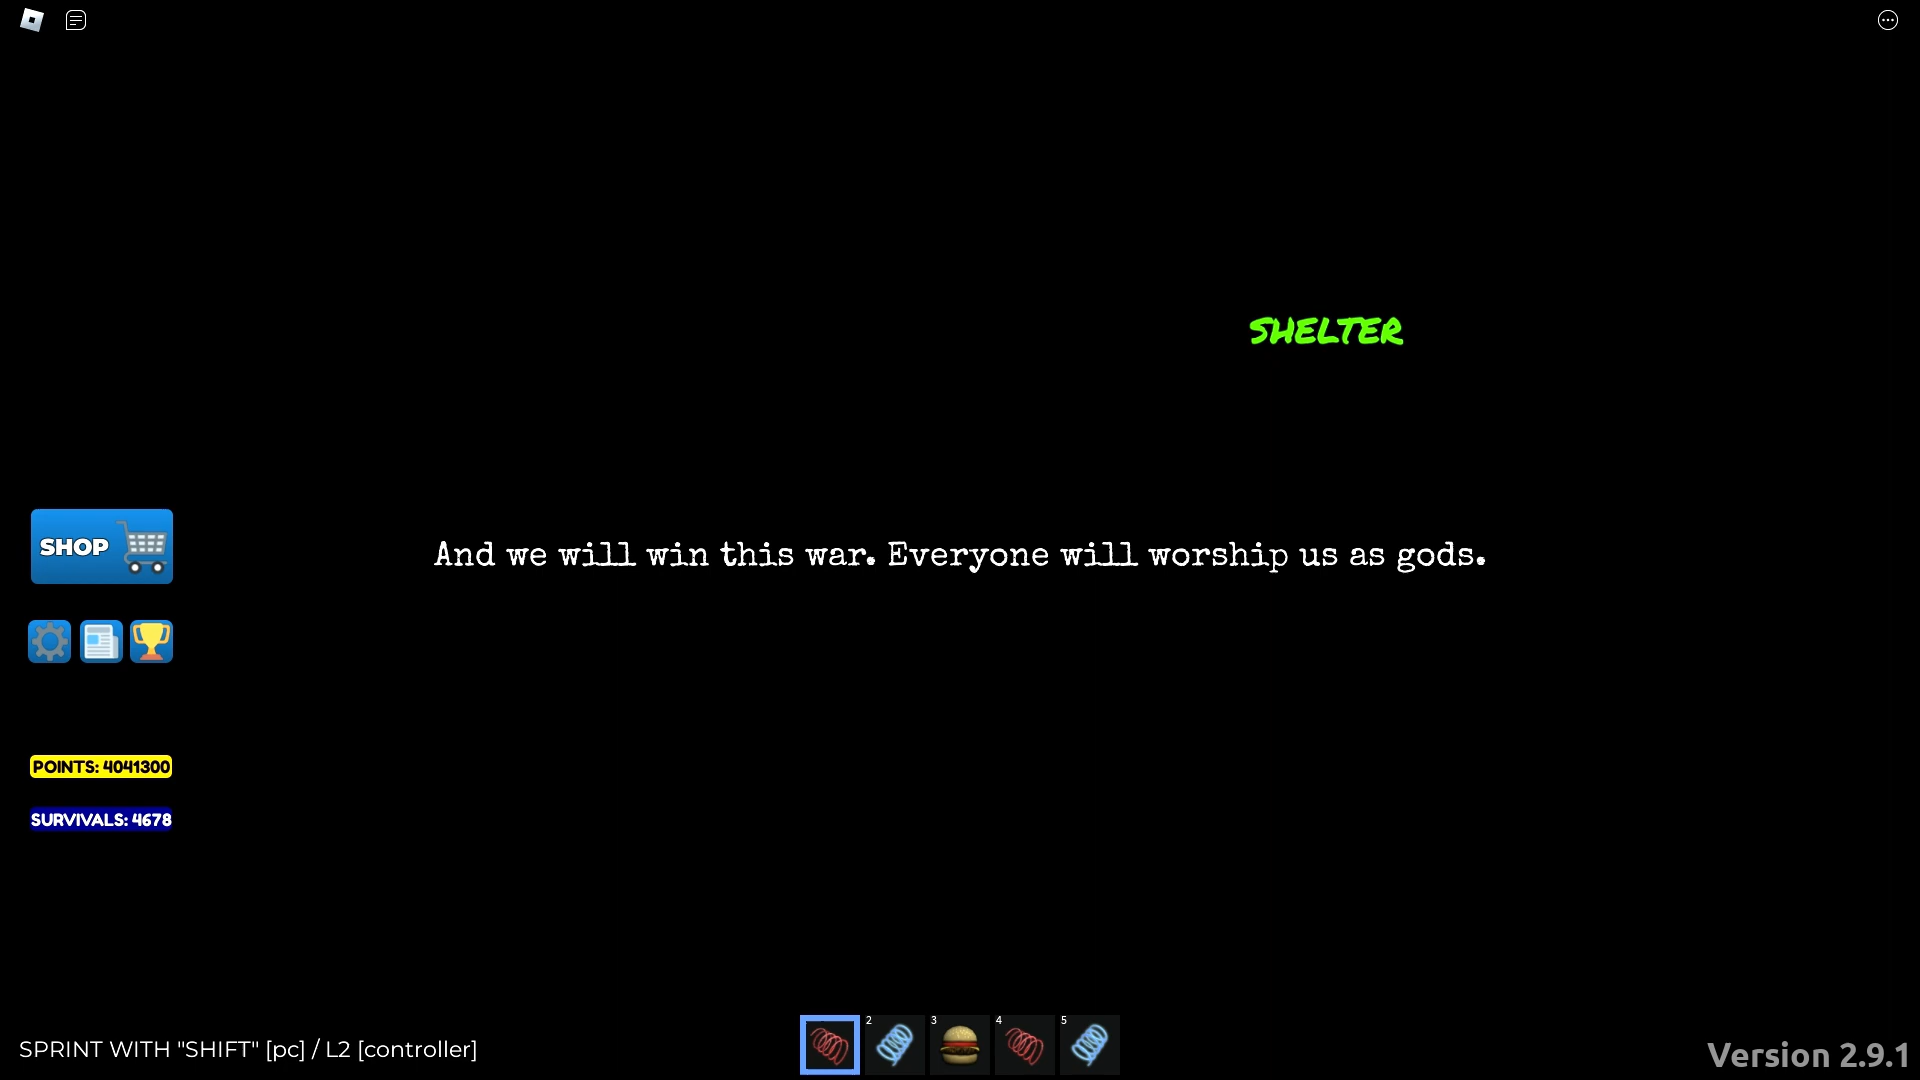 SHELTER
SHOP
And we will win this war. Everyone will worship us as gods.
POINTS: 4041300
SURVIVALS: 4678
2
3
4
5
SPRINT WITH "SHIFT" [pc] / L2 [controller]
Version 2.9.1